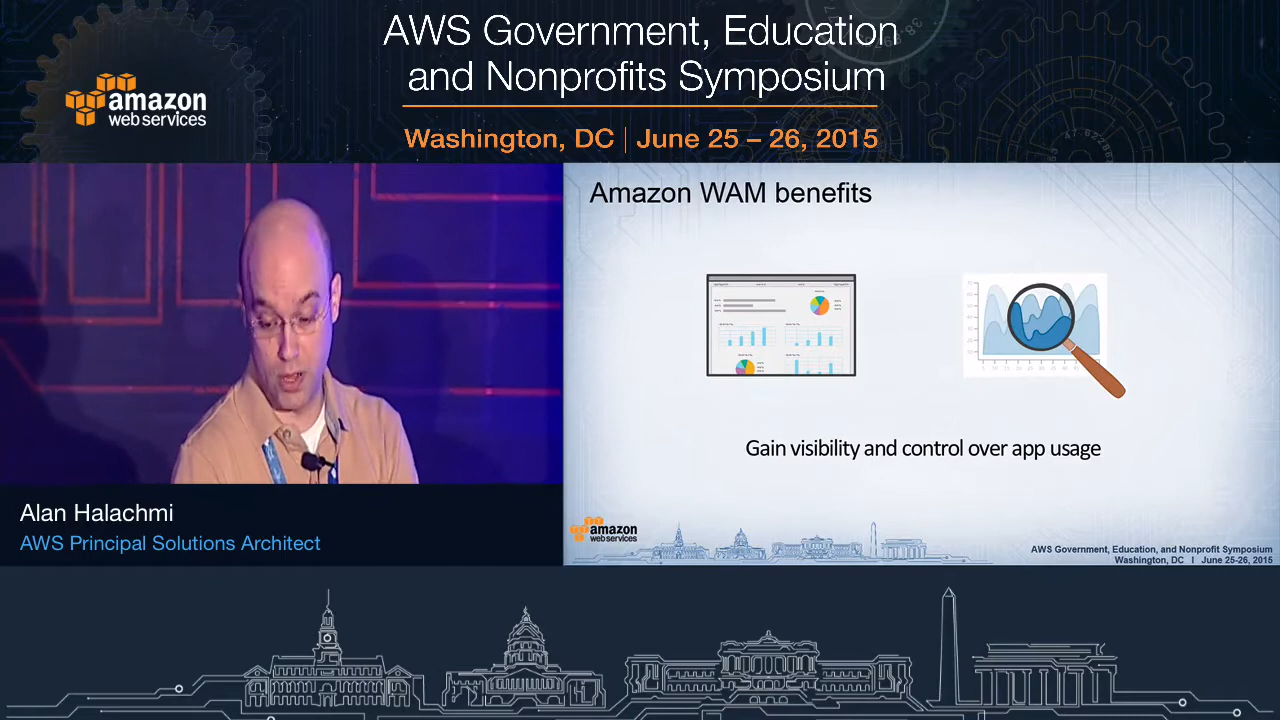 AWS Government, Education
and Nonprofits Symposium
amazon
web services
Washington, DC | June 25 – 26, 2015
Amazon WAM benefits
Gain visibility and control over app usage
Alan Halachmi
AWS Principal Solutions Architect
amazon
web services
AWS Government, Education, and Nonprofit Symposium
Washington, DC | June 25-26, 2015